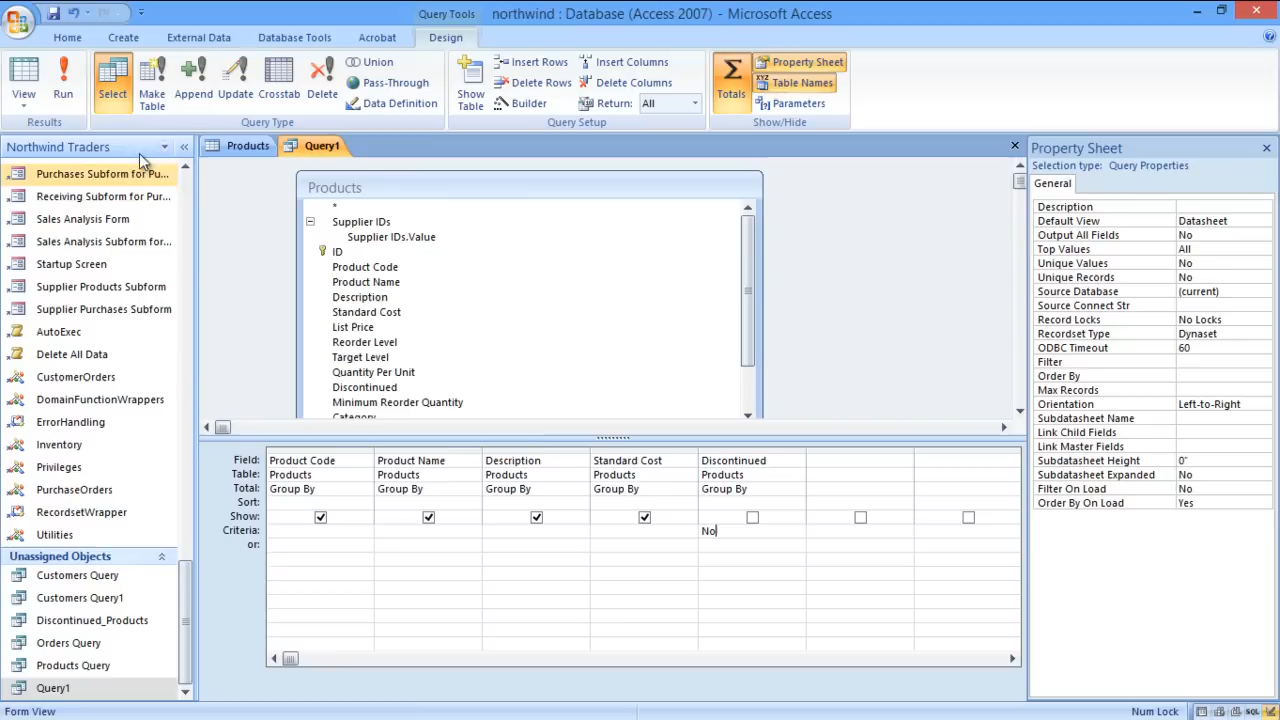 Query Tools
northwind : Database (Access 2007) - Microsoft Access
Home Create External Data Database Tools Acrobat Design
View
Run
Results
Select
Make Table
Append
Update
Crosstab
Delete
Union
Pass-Through
Data Definition
Query Type
Show Table
Insert Rows
Delete Rows
Builder
Insert Columns
Delete Columns
Return: All
Query Setup
Σ
Totals
Property Sheet
XYZ Table Names
Parameters
Show/Hide
Northwind Traders
Purchases Subform for Pu...
Receiving Subform for Pur...
Sales Analysis Form
Sales Analysis Subform for...
Startup Screen
Supplier Products Subform
Supplier Purchases Subform
AutoExec
Delete All Data
CustomerOrders
DomainFunctionWrappers
ErrorHandling
Inventory
Privileges
PurchaseOrders
RecordsetWrapper
Utilities
Unassigned Objects
Customers Query
Customers Query1
Discontinued_Products
Orders Query
Products Query
Query1
Products Query1
Products
*
Supplier IDs
Supplier IDs.Value
ID
Product Code
Product Name
Description
Standard Cost
List Price
Reorder Level
Target Level
Quantity Per Unit
Discontinued
Minimum Reorder Quantity
Category
Field: Product Code Product Name Description Standard Cost Discontinued
Table: Products Products Products Products Products
Total: Group By Group By Group By Group By Group By
Sort:
Show:
Criteria: No
or:
Property Sheet
Selection type: Query Properties
General
Description
Default View Datasheet
Output All Fields No
Top Values All
Unique Values No
Unique Records No
Source Database (current)
Source Connect Str
Record Locks No Locks
Recordset Type Dynaset
ODBC Timeout 60
Filter
Order By
Max Records
Orientation Left-to-Right
Subdatasheet Name
Link Child Fields
Link Master Fields
Subdatasheet Height 0"
Subdatasheet Expanded No
Filter On Load No
Order By On Load Yes
Form View
Num Lock
SQL